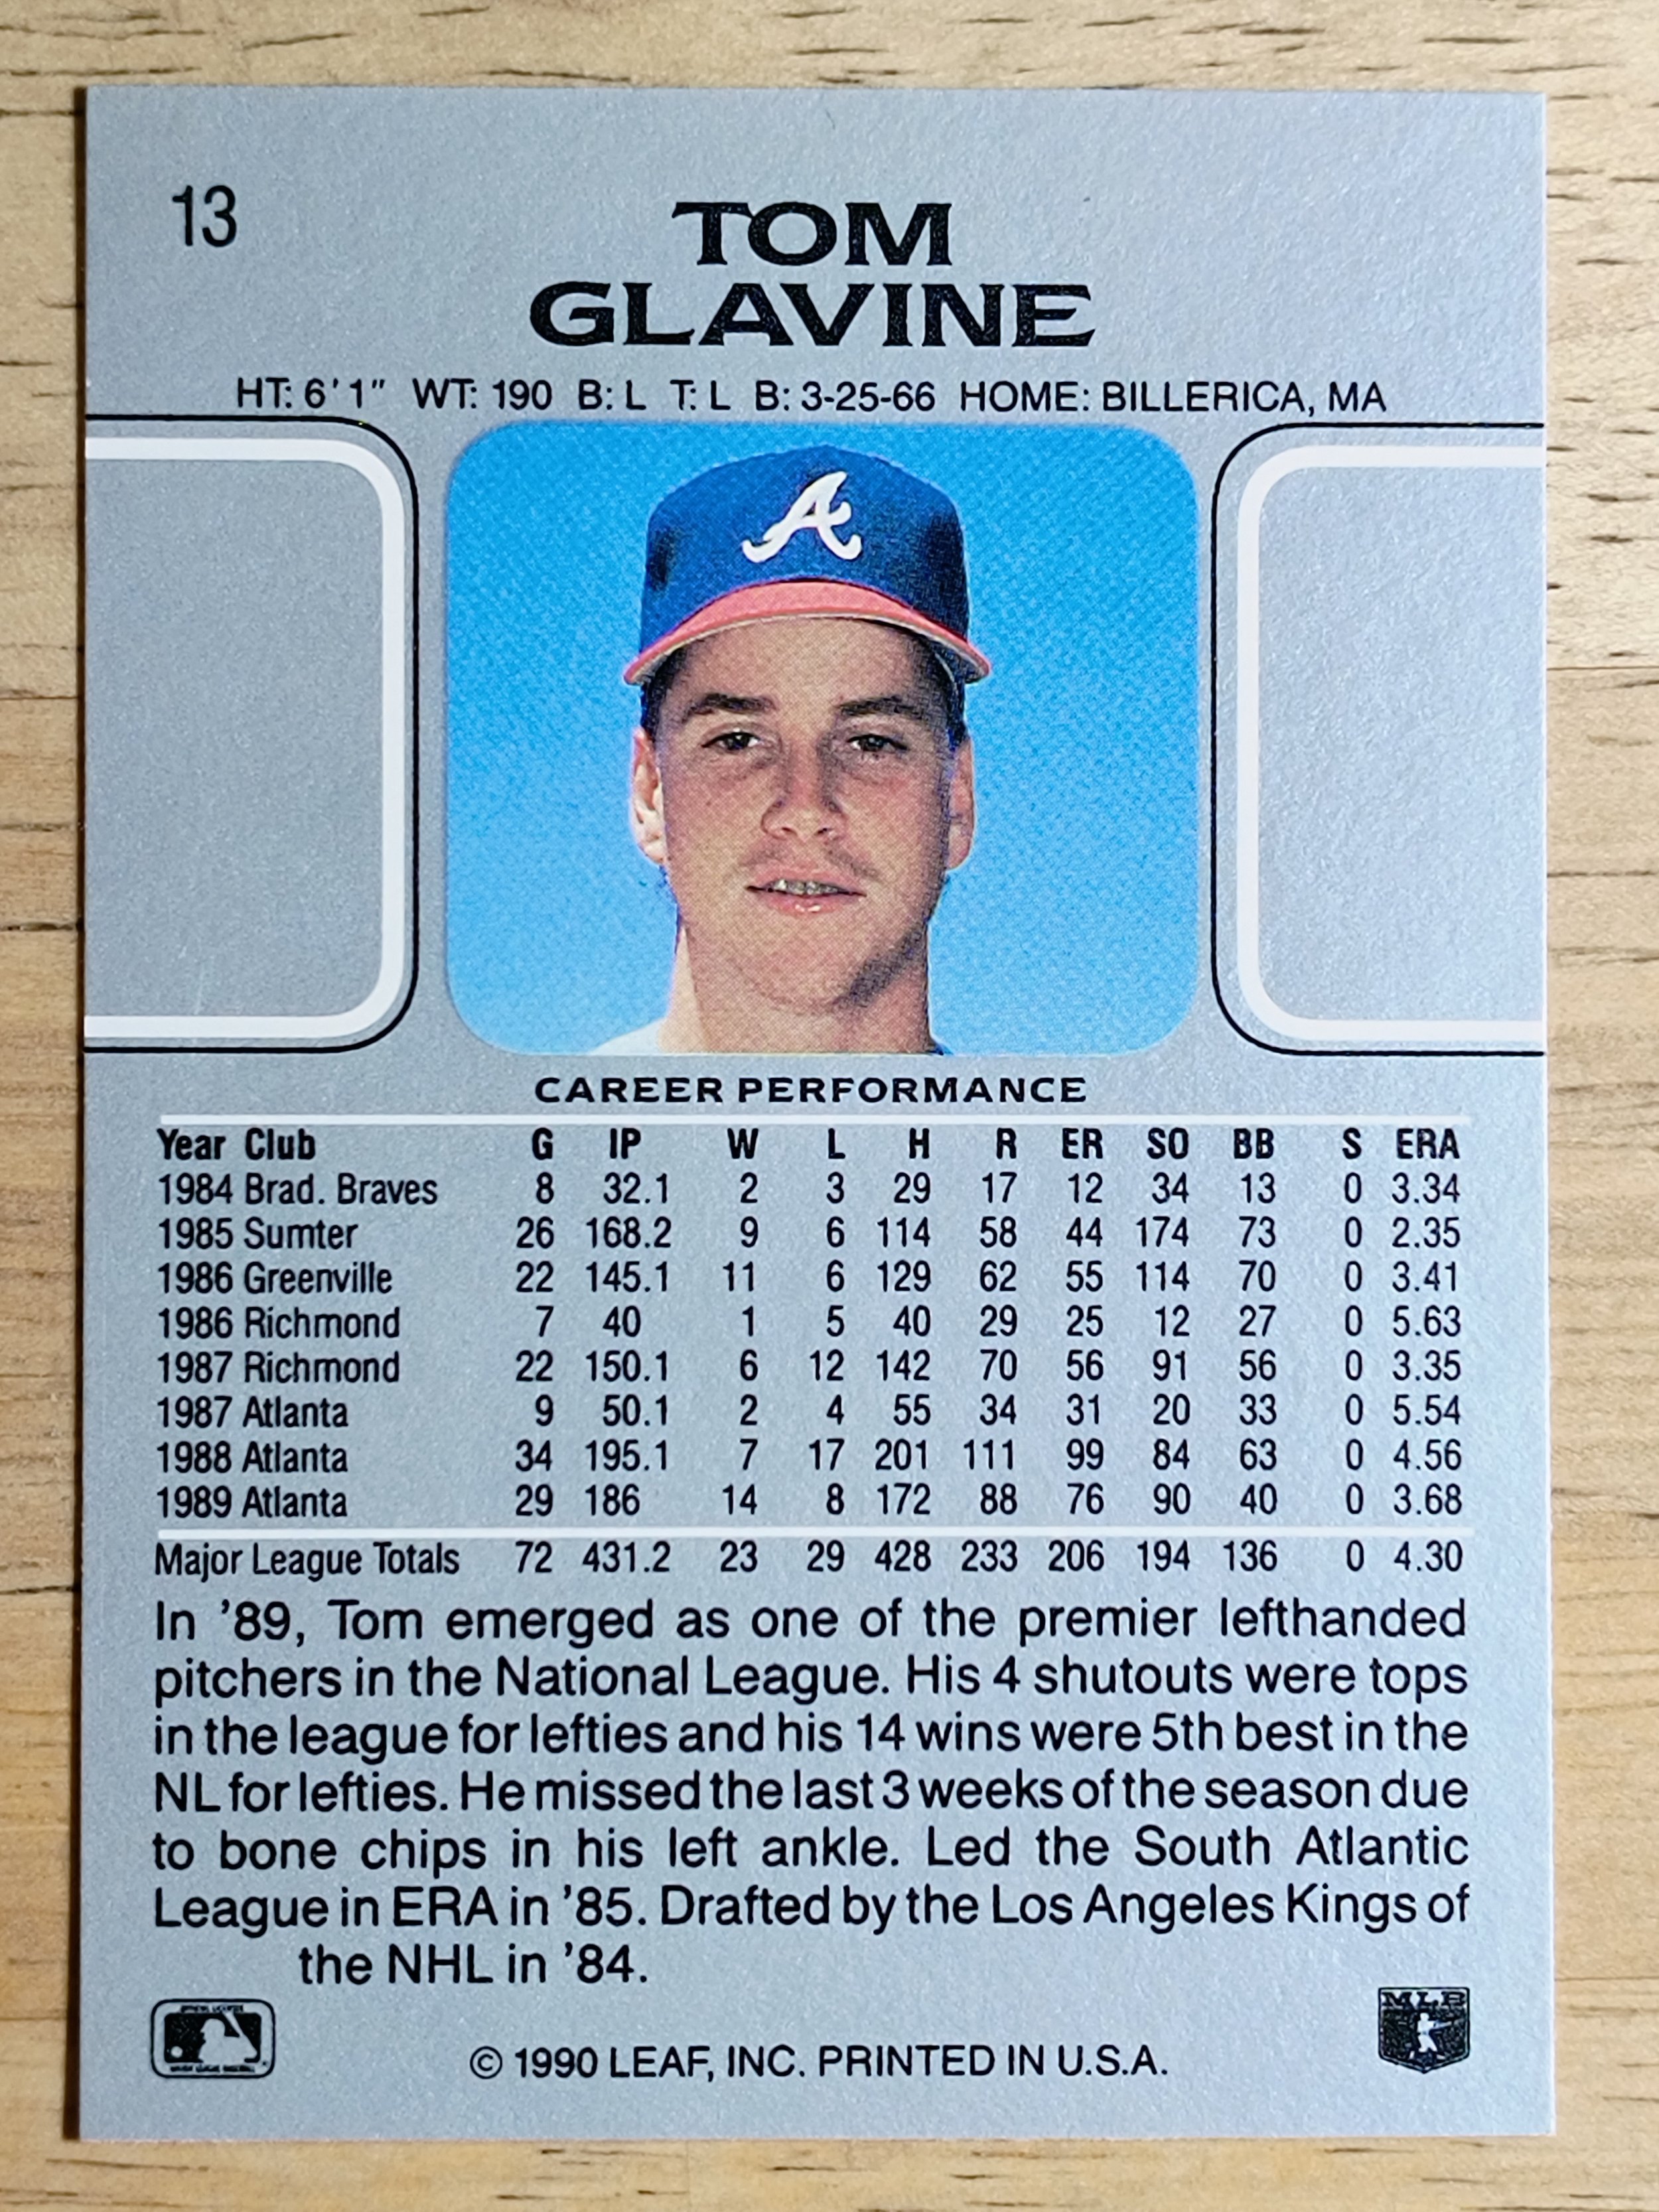 13
TOM
GLAVINE
HT: 6'1" WT: 190 B: L T: L B: 3-25-66 HOME: BILLERICA, MA
A
CAREER PERFORMANCE
Year Club G IP W L H R ER SO BB S ERA
1984 Brad. Braves 8 32.1 2 3 29 17 12 34 13 0 3.34
1985 Sumter 26 168.2 9 6 114 58 44 174 73 0 2.35
1986 Greenville 22 145.1 11 6 129 62 55 114 70 0 3.41
1986 Richmond 7 40 1 5 40 29 25 12 27 0 5.63
1987 Richmond 22 150.1 6 12 142 70 56 91 56 0 3.35
1987 Atlanta 9 50.1 2 4 55 34 31 20 33 0 5.54
1988 Atlanta 34 195.1 7 17 201 111 99 84 63 0 4.56
1989 Atlanta 29 186 14 8 172 88 76 90 40 0 3.68
Major League Totals 72 431.2 23 29 428 233 206 194 136 0 4.30
In '89, Tom emerged as one of the premier lefthanded
pitchers in the National League. His 4 shutouts were tops
in the league for lefties and his 14 wins were 5th best in the
NL for lefties. He missed the last 3 weeks of the season due
to bone chips in his left ankle. Led the South Atlantic
League in ERA in '85. Drafted by the Los Angeles Kings of
the NHL in '84.
© 1990 LEAF, INC. PRINTED IN U.S.A.
MLB